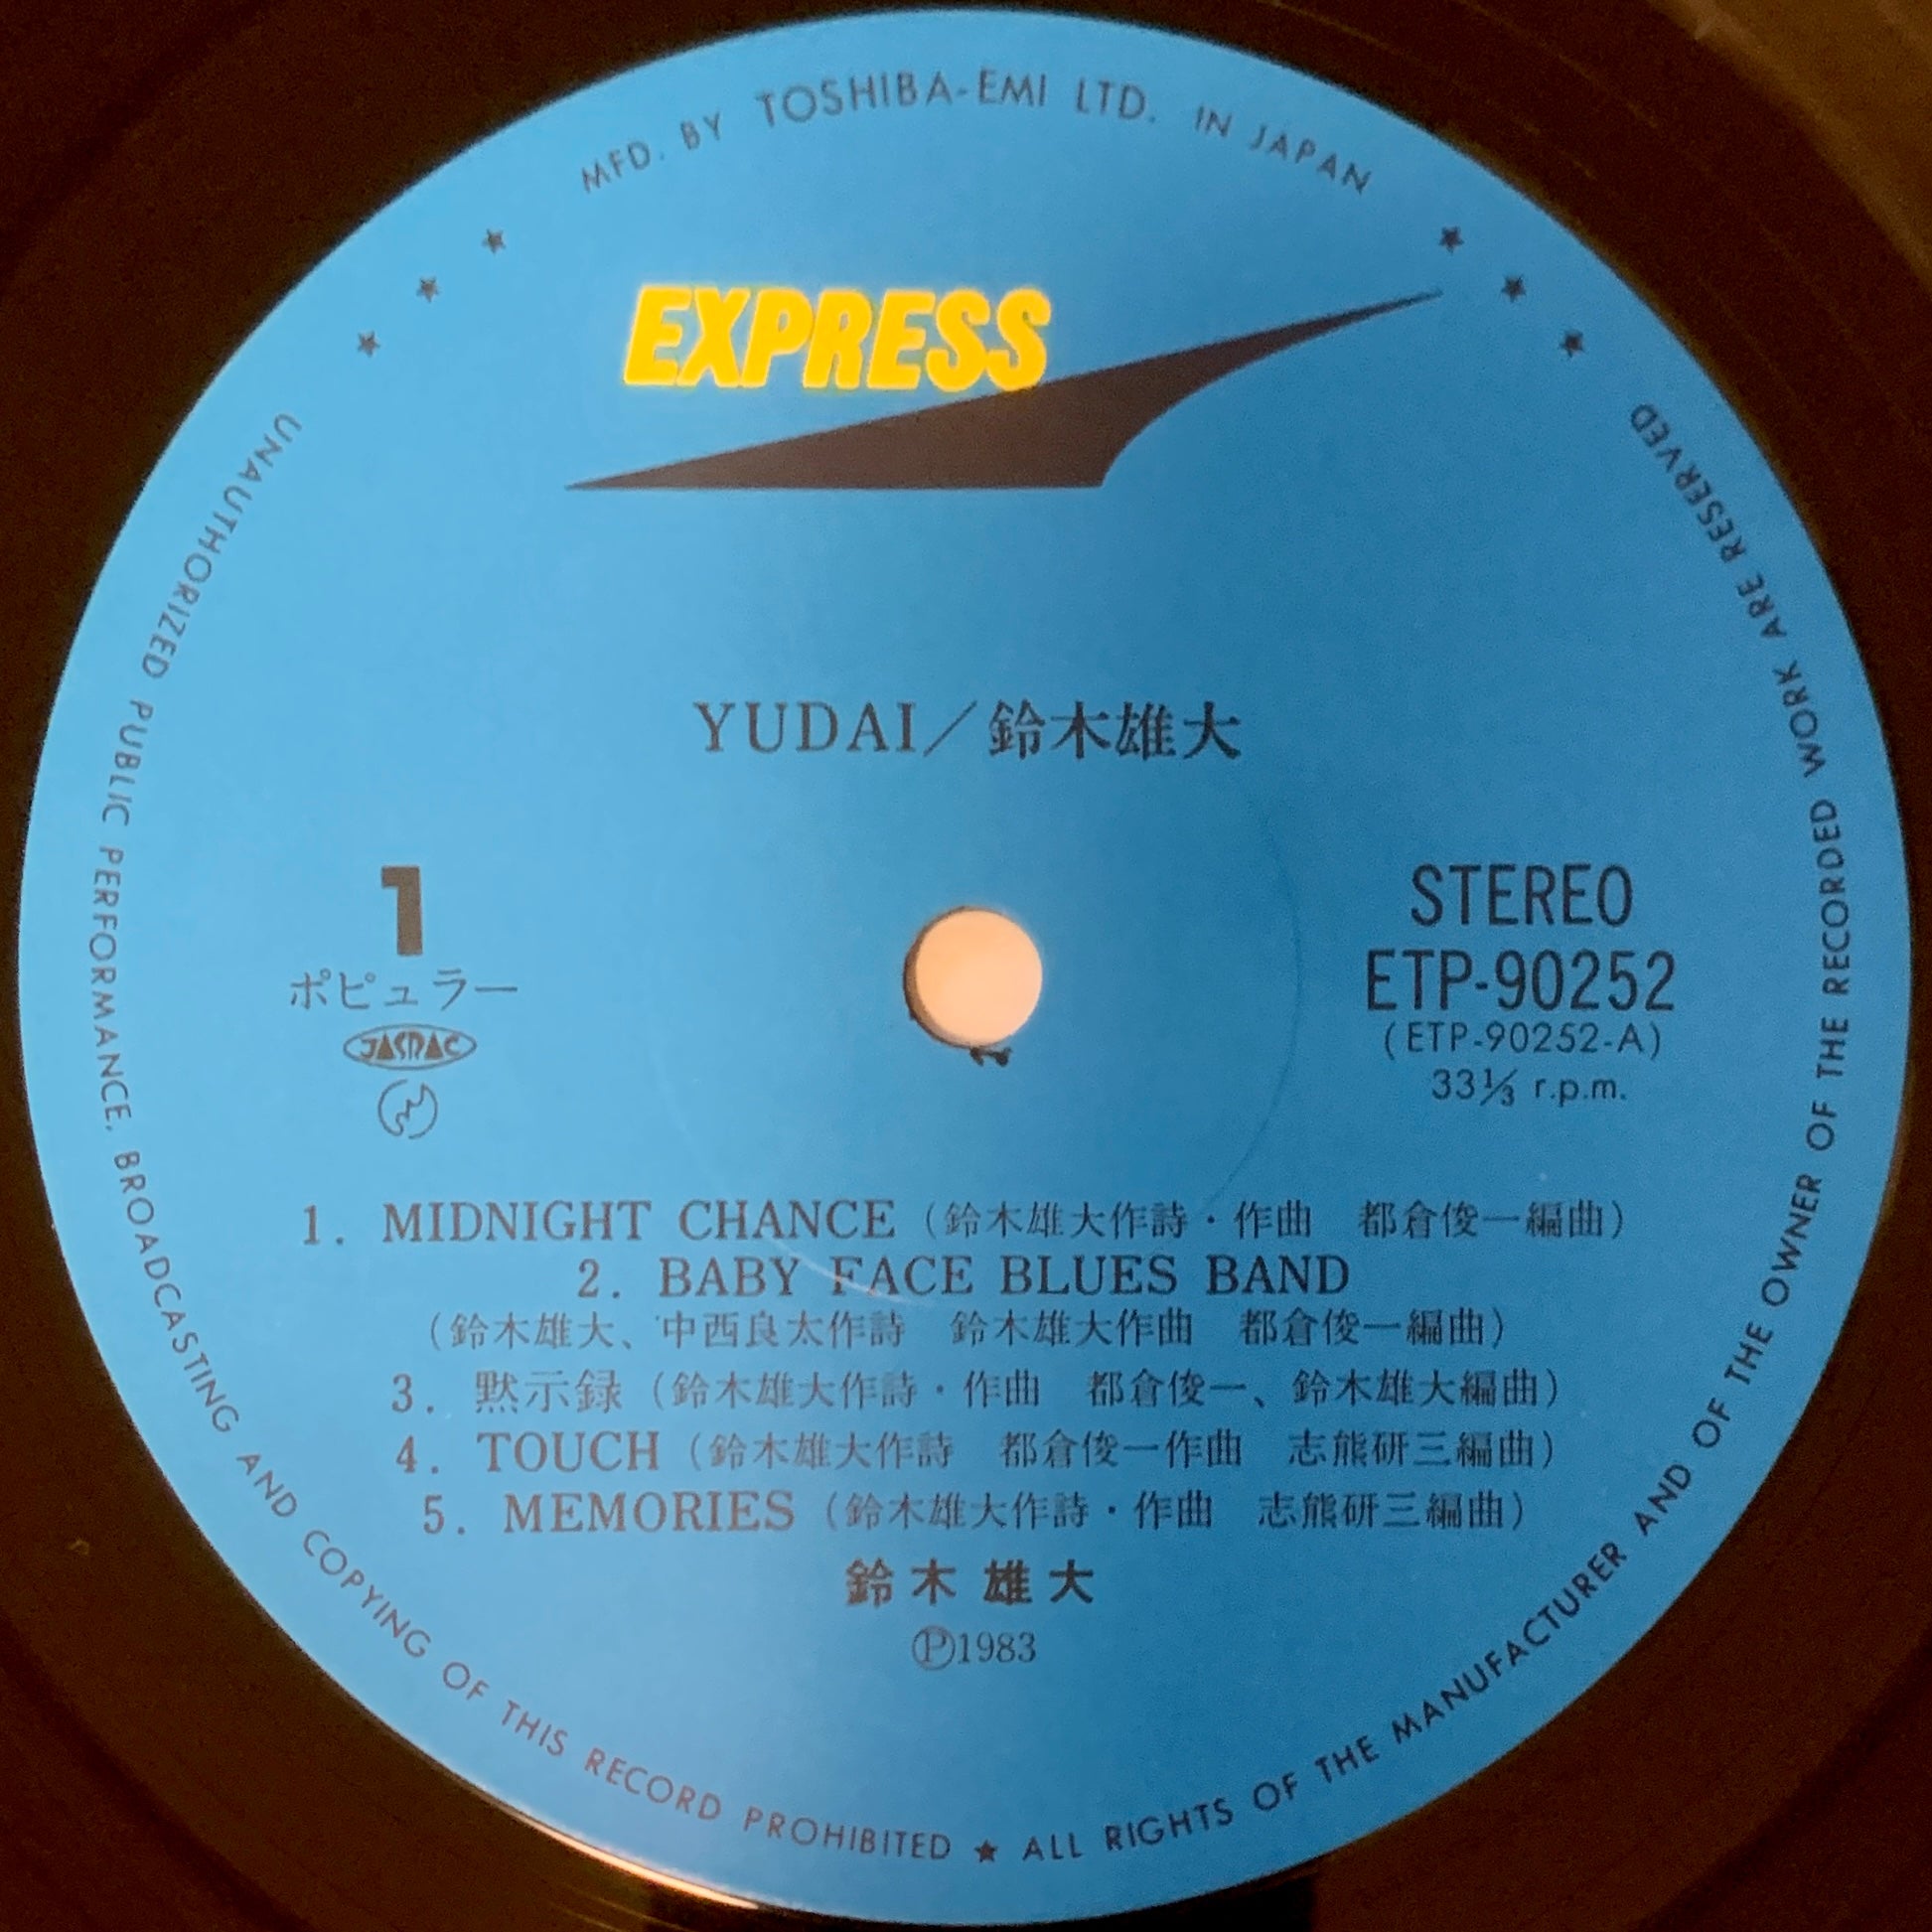 MFD. BY TOSHIBA-EMI LTD. IN JAPAN
EXPRESS
YUDAI／鈴木雄大
1
ポピュラー
JASRAC
STEREO
ETP-90252
(ETP-90252-A)
33⅓ r.p.m.
1. MIDNIGHT CHANCE（鈴木雄大作詩・作曲　都倉俊一編曲）
2. BABY FACE BLUES BAND
（鈴木雄大、中西良太作詩　鈴木雄大作曲　都倉俊一編曲）
3. 黙示録（鈴木雄大作詩・作曲　都倉俊一、鈴木雄大編曲）
4. TOUCH（鈴木雄大作詩　都倉俊一作曲　志熊研三編曲）
5. MEMORIES（鈴木雄大作詩・作曲　志熊研三編曲）
鈴木雄大
Ⓟ1983
UNAUTHORIZED PUBLIC PERFORMANCE, BROADCASTING AND COPYING OF THIS RECORD PROHIBITED ★ ALL RIGHTS OF THE MANUFACTURER AND OF THE OWNER OF THE RECORDED WORK ARE RESERVED